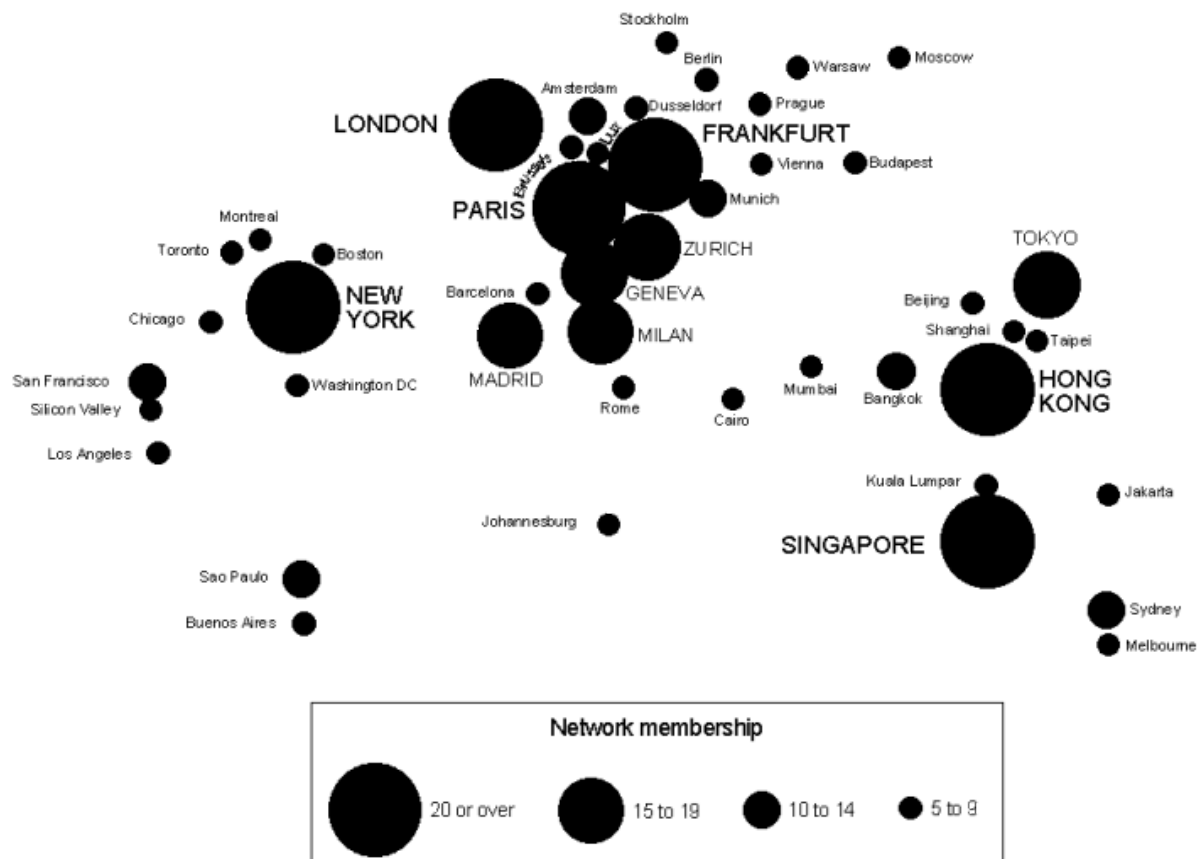 Stockholm
Berlin
Warsaw
Moscow
Amsterdam
Dusseldorf
Prague
LONDON
FRANKFURT
Brussels
LUX
Vienna
Budapest
PARIS
Munich
Montreal
Toronto
Boston
ZURICH
TOKYO
NEW
YORK
Barcelona
GENEVA
Beijing
Chicago
MILAN
Shanghai
Taipei
San Francisco
Washington DC
MADRID
Rome
Cairo
Mumbai
Bangkok
HONG
KONG
Silicon Valley
Los Angeles
Kuala Lumpar
Jakarta
Johannesburg
SINGAPORE
Sao Paulo
Buenos Aires
Sydney
Melbourne
Network membership
20 or over
15 to 19
10 to 14
5 to 9